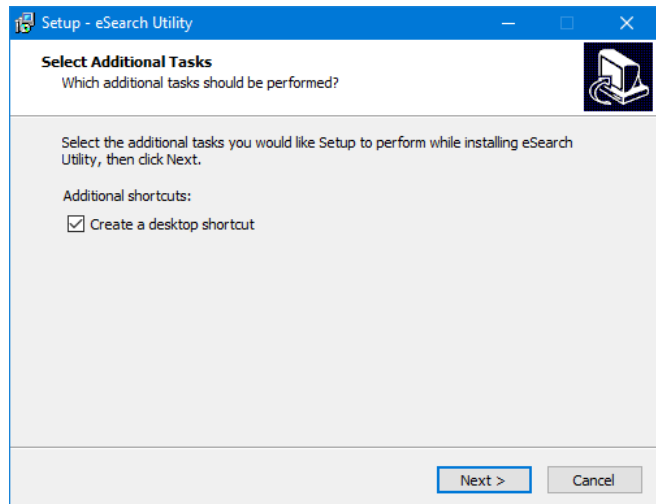 Setup - eSearch Utility
Select Additional Tasks
Which additional tasks should be performed?
Select the additional tasks you would like Setup to perform while installing eSearch
Utility, then click Next.
Additional shortcuts:
Create a desktop shortcut
Next >
Cancel